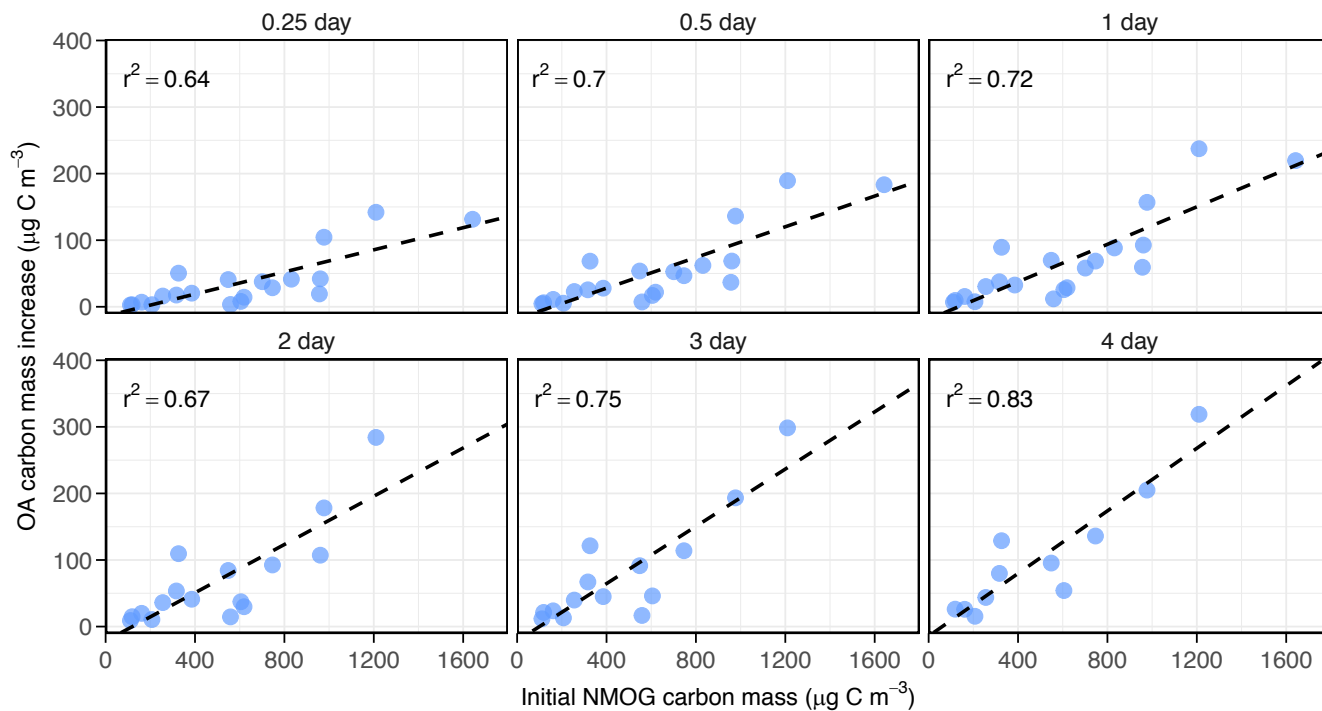 0.25 day
0.5 day
1 day
r² = 0.64
r² = 0.7
r² = 0.72
400
300
200
100
0
2 day
3 day
4 day
r² = 0.67
r² = 0.75
r² = 0.83
400
300
200
100
0
0 400 800 1200 1600
0 400 800 1200 1600
0 400 800 1200 1600
OA carbon mass increase (μg C m⁻³)
Initial NMOG carbon mass (μg C m⁻³)